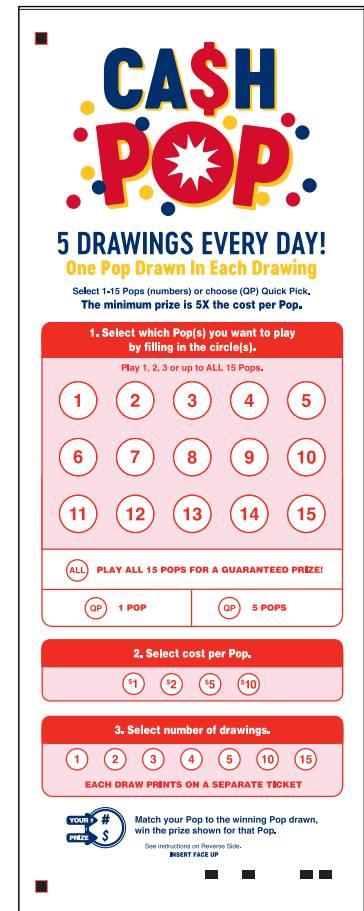 CA$H
POP
5 DRAWINGS EVERY DAY!
One Pop Drawn In Each Drawing
Select 1-15 Pops (numbers) or choose (QP) Quick Pick.
The minimum prize is 5X the cost per Pop.
1. Select which Pop(s) you want to play
by filling in the circle(s).
Play 1, 2, 3 or up to ALL 15 Pops.
1 2 3 4 5
6 7 8 9 10
11 12 13 14 15
ALL PLAY ALL 15 POPS FOR A GUARANTEED PRIZE!
QP 1 POP QP 5 POPS
2. Select cost per Pop.
$1 $2 $5 $10
3. Select number of drawings.
1 2 3 4 5 10 15
EACH DRAW PRINTS ON A SEPARATE TICKET
YOUR #
PRIZE $
Match your Pop to the winning Pop drawn,
win the prize shown for that Pop.
See instructions on Reverse Side.
INSERT FACE UP